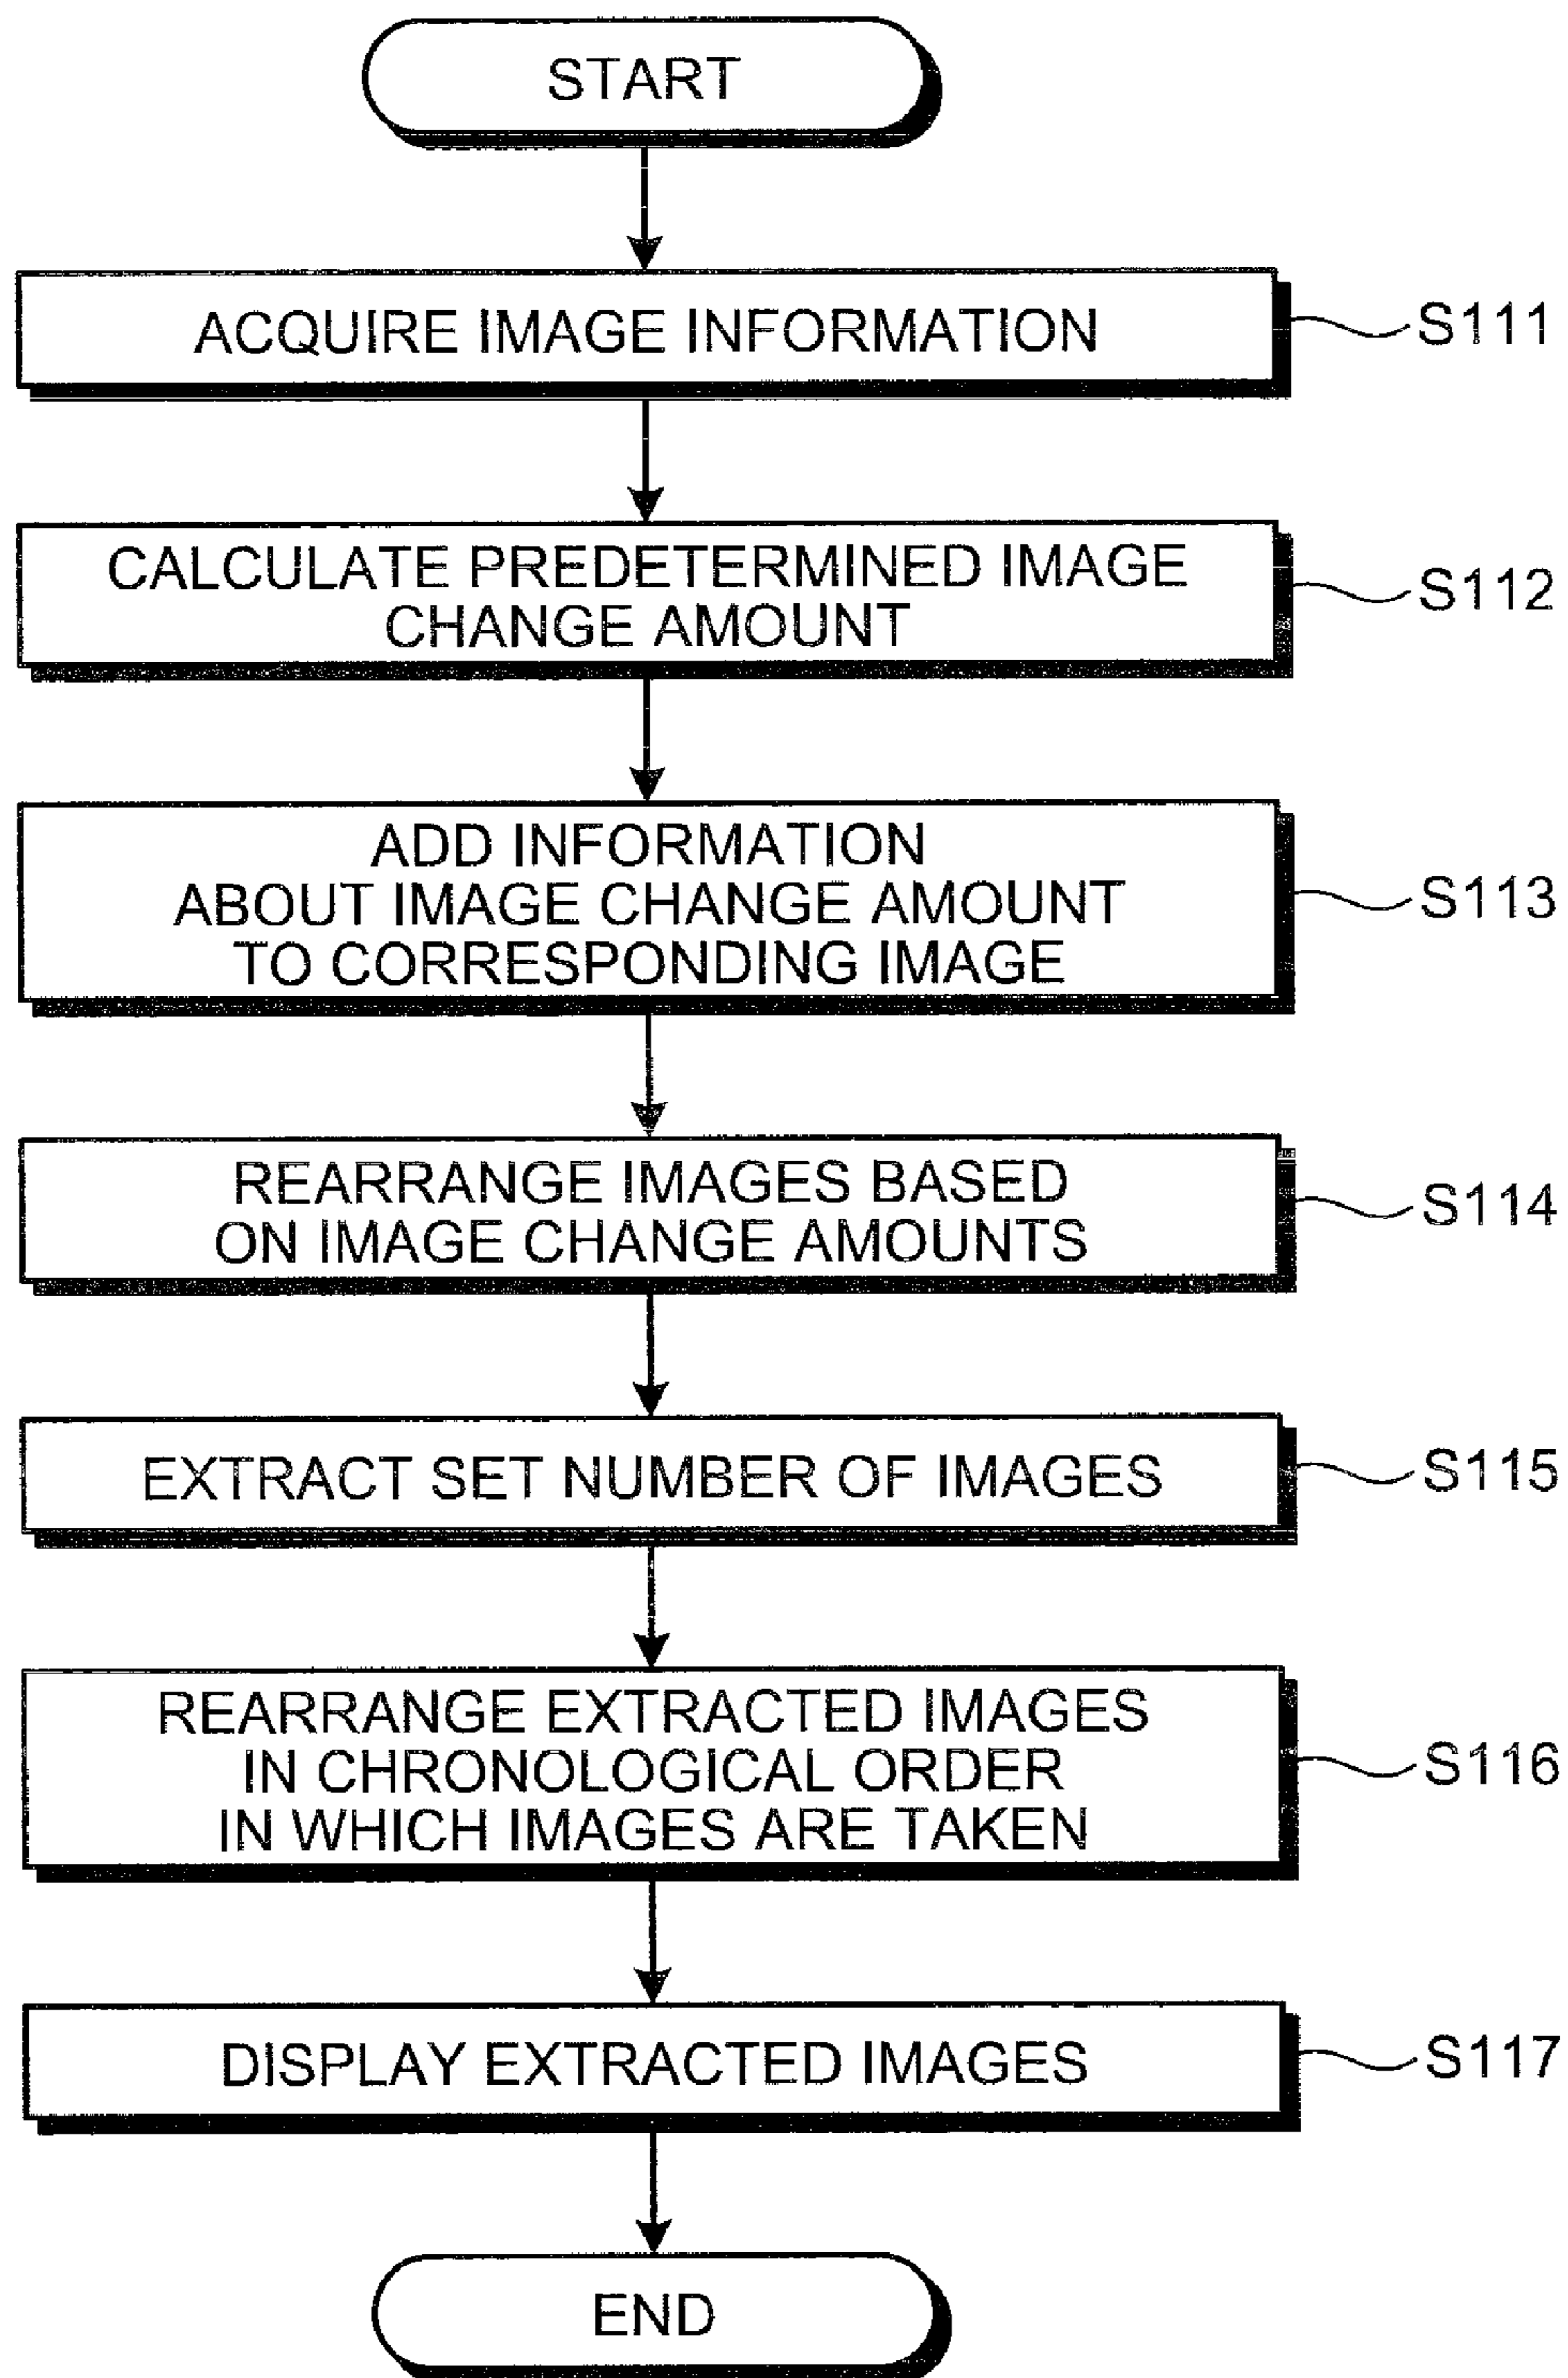 START
ACQUIRE IMAGE INFORMATION
S111
CALCULATE PREDETERMINED IMAGE
CHANGE AMOUNT
S112
ADD INFORMATION
ABOUT IMAGE CHANGE AMOUNT
TO CORRESPONDING IMAGE
S113
REARRANGE IMAGES BASED
ON IMAGE CHANGE AMOUNTS
S114
EXTRACT SET NUMBER OF IMAGES
S115
REARRANGE EXTRACTED IMAGES
IN CHRONOLOGICAL ORDER
IN WHICH IMAGES ARE TAKEN
S116
DISPLAY EXTRACTED IMAGES
S117
END